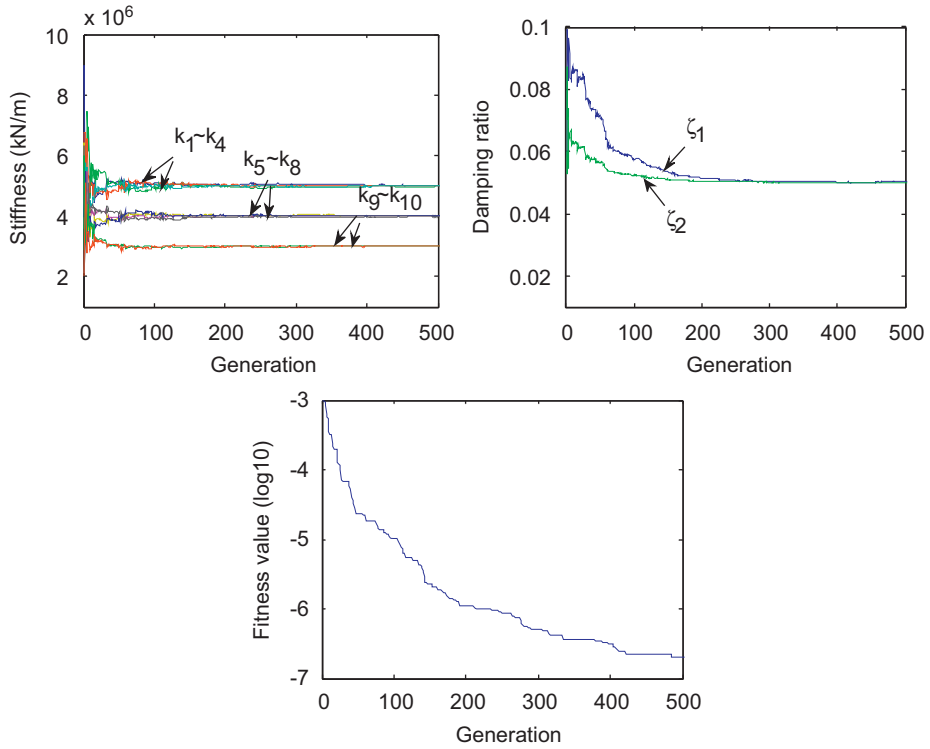 x 10⁶
10
8
6
4
2
Stiffness (kN/m)
k₁~k₄
k₅~k₈
k₉~k₁₀
0 100 200 300 400 500
Generation
0.1
0.08
0.06
0.04
0.02
Damping ratio
ζ₁
ζ₂
0 100 200 300 400 500
Generation
-3
-4
-5
-6
-7
Fitness value (log10)
0 100 200 300 400 500
Generation